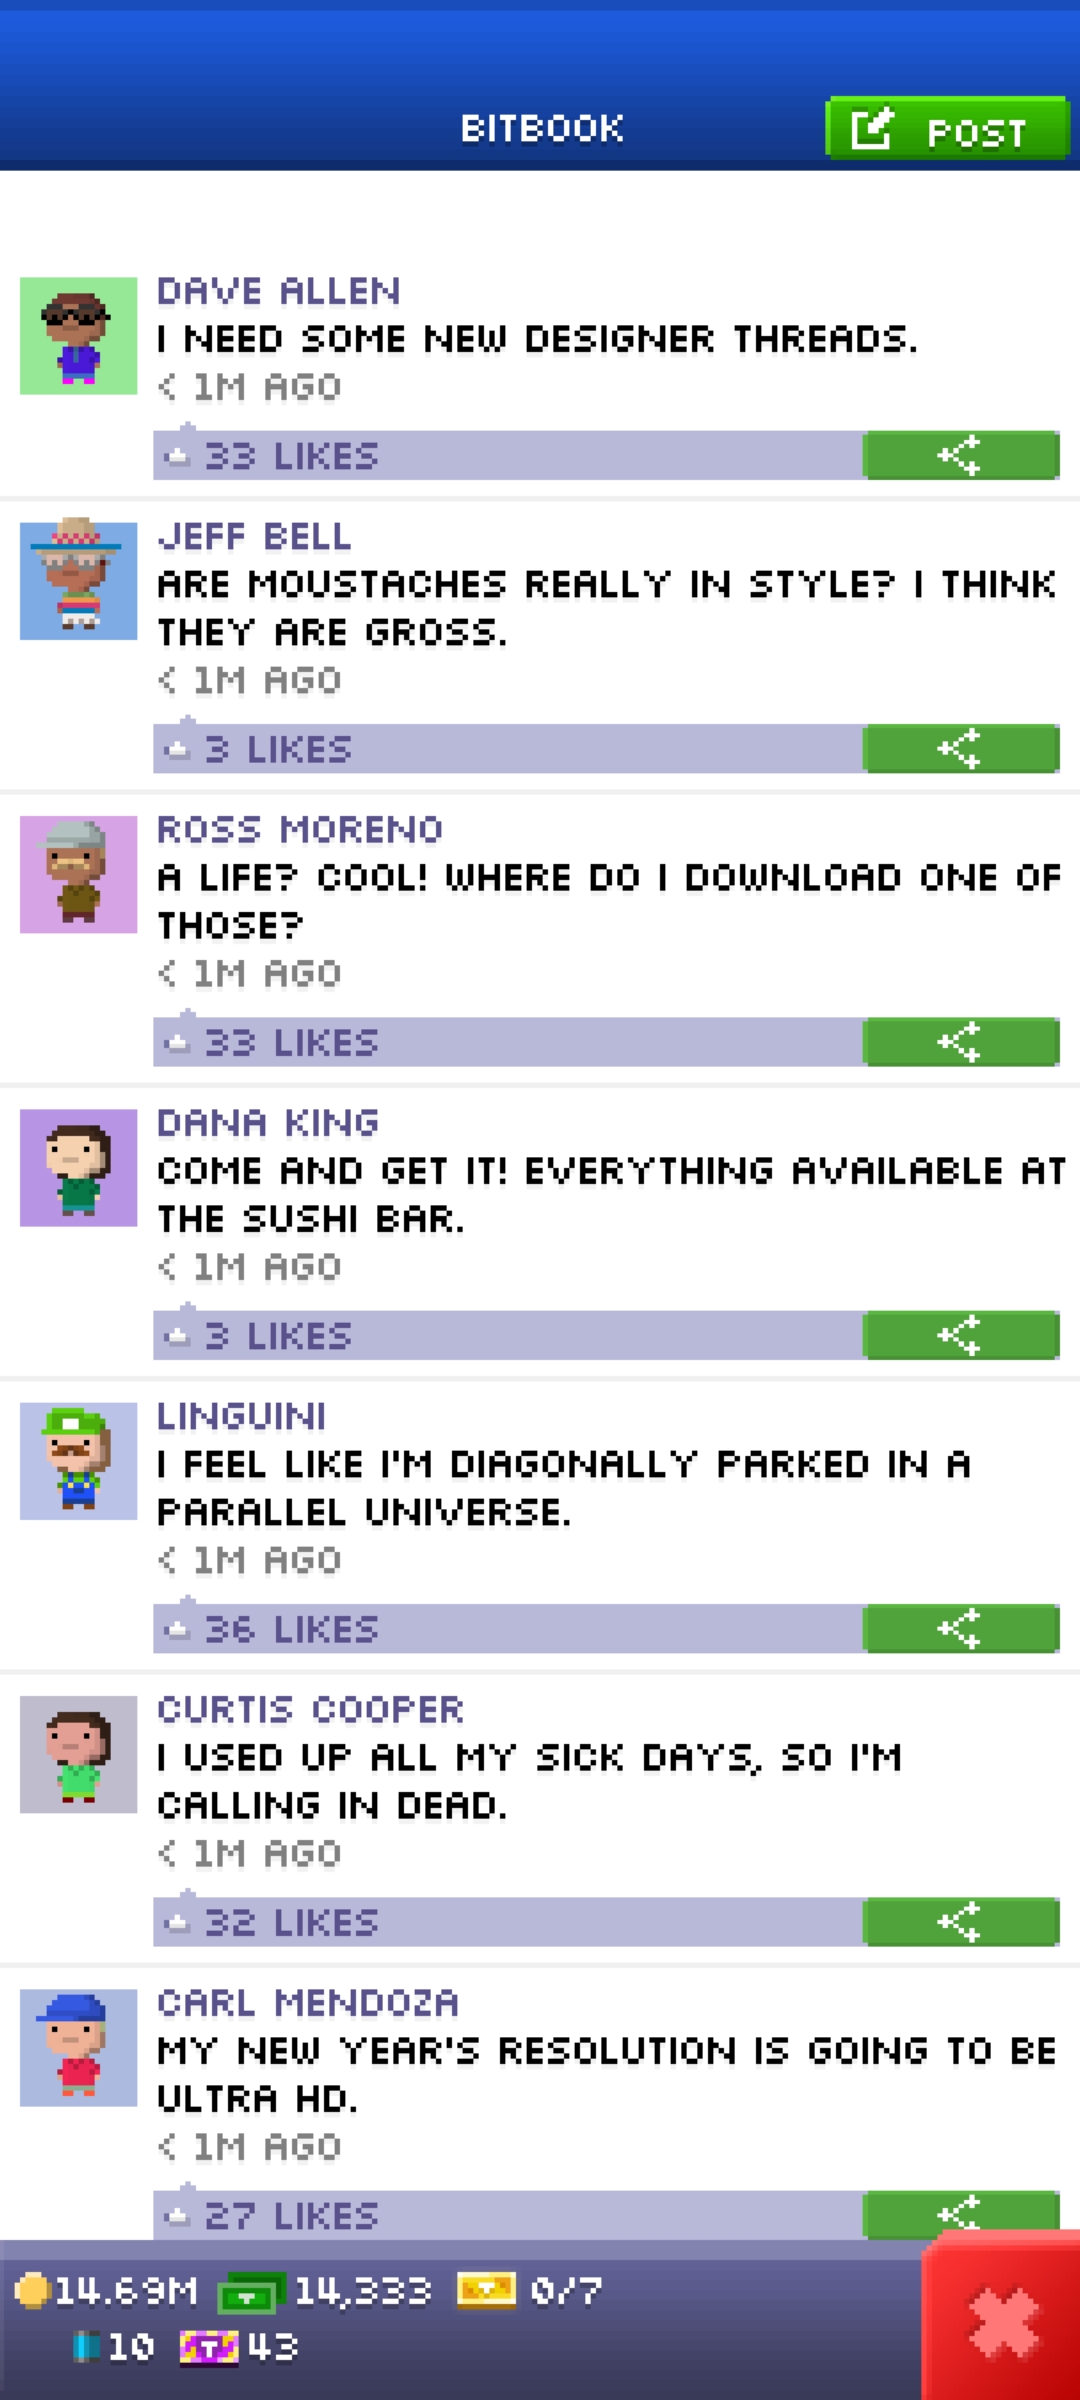 BITBOOK
POST
DAVE ALLEN
I NEED SOME NEW DESIGNER THREADS.
< 1M AGO
33 LIKES
JEFF BELL
ARE MOUSTACHES REALLY IN STYLE? I THINK
THEY ARE GROSS.
< 1M AGO
3 LIKES
ROSS MORENO
A LIFE? COOL! WHERE DO I DOWNLOAD ONE OF
THOSE?
< 1M AGO
33 LIKES
DANA KING
COME AND GET IT! EVERYTHING AVAILABLE AT
THE SUSHI BAR.
< 1M AGO
3 LIKES
LINGUINI
I FEEL LIKE I'M DIAGONALLY PARKED IN A
PARALLEL UNIVERSE.
< 1M AGO
36 LIKES
CURTIS COOPER
I USED UP ALL MY SICK DAYS, SO I'M
CALLING IN DEAD.
< 1M AGO
32 LIKES
CARL MENDOZA
MY NEW YEAR'S RESOLUTION IS GOING TO BE
ULTRA HD.
< 1M AGO
27 LIKES
14.69M 14,333 0/7
10 43